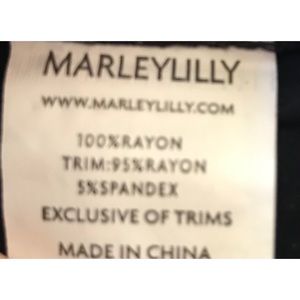 MARLEYLILLY
WWW.MARLEYLILLY.COM
100%RAYON
TRIM:95%RAYON
5%SPANDEX
EXCLUSIVE OF TRIMS
MADE IN CHINA